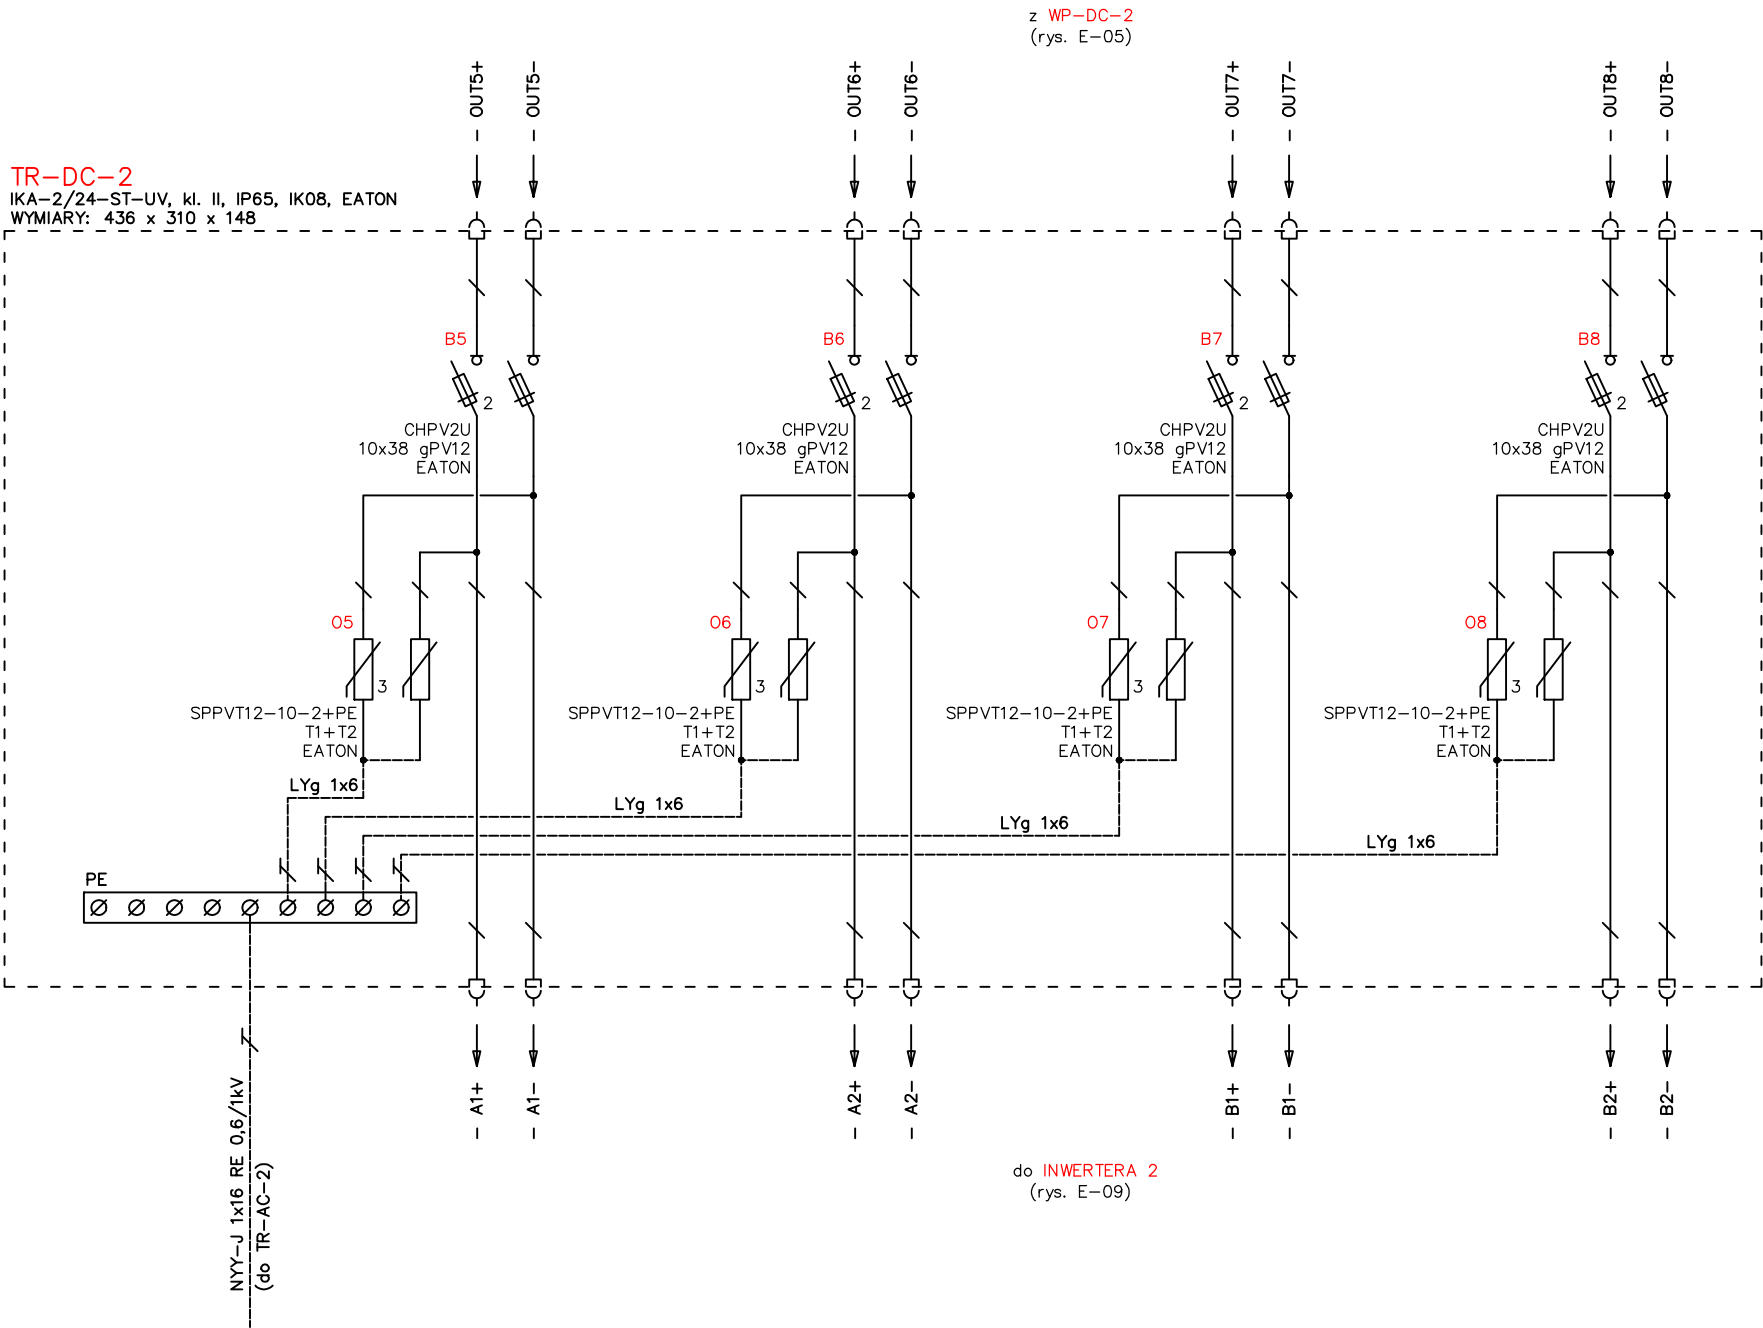 z WP-DC-2
(rys. E-05)
OUT5+
OUT5-
OUT6+
OUT6-
OUT7+
OUT7-
OUT8+
OUT8-
TR-DC-2
IKA-2/24-ST-UV, kl. II, IP65, IK08, EATON
WYMIARY: 436 x 310 x 148
B5
B6
B7
B8
2
2
2
2
CHPV2U
10x38 gPV12
EATON
CHPV2U
10x38 gPV12
EATON
CHPV2U
10x38 gPV12
EATON
CHPV2U
10x38 gPV12
EATON
O5
O6
O7
O8
3
3
3
3
SPPVT12-10-2+PE
T1+T2
EATON
SPPVT12-10-2+PE
T1+T2
EATON
SPPVT12-10-2+PE
T1+T2
EATON
SPPVT12-10-2+PE
T1+T2
EATON
LYg 1x6
LYg 1x6
LYg 1x6
LYg 1x6
PE
A1+
A1-
A2+
A2-
B1+
B1-
B2+
B2-
NYY-J 1x16 RE 0,6/1kV
(do TR-AC-2)
do INWERTERA 2
(rys. E-09)